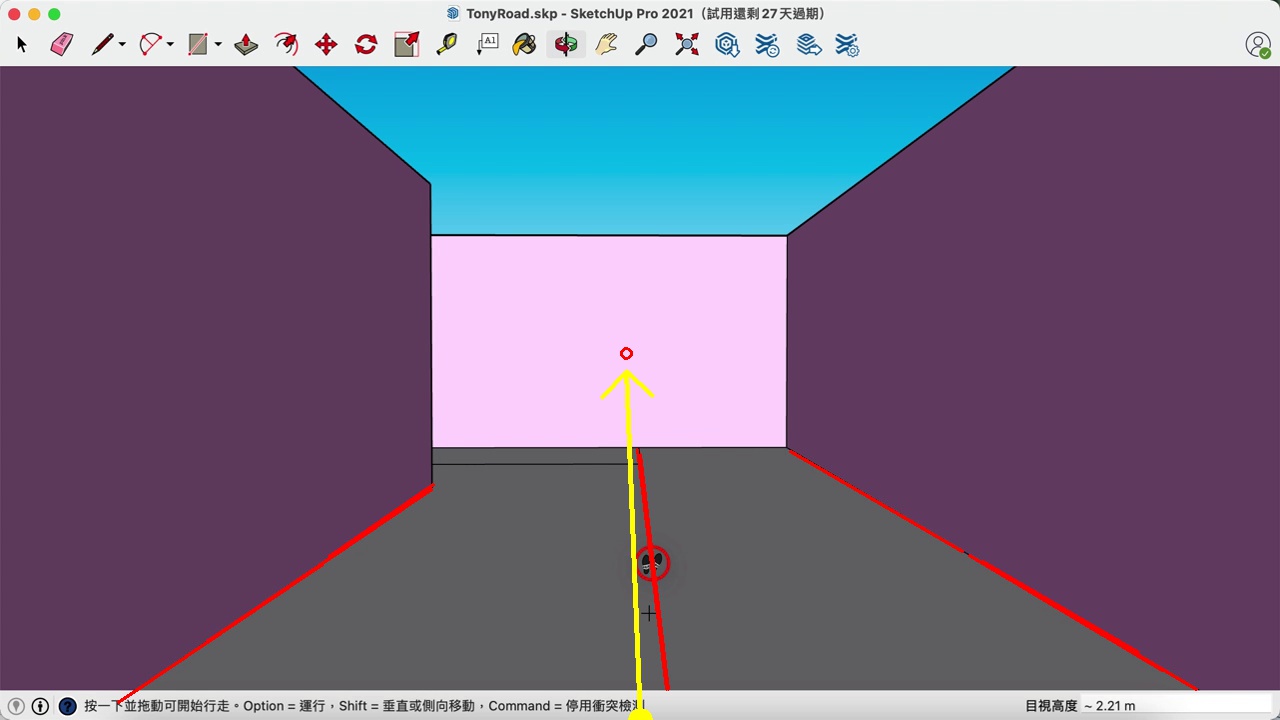 TonyRoad.skp - SketchUp Pro 2021（試用還剩 27 天過期）
A1
按一下並拖動可開始行走。Option = 運行，Shift = 垂直或側向移動，Command = 停用衝突檢測
目視高度 ~ 2.21 m